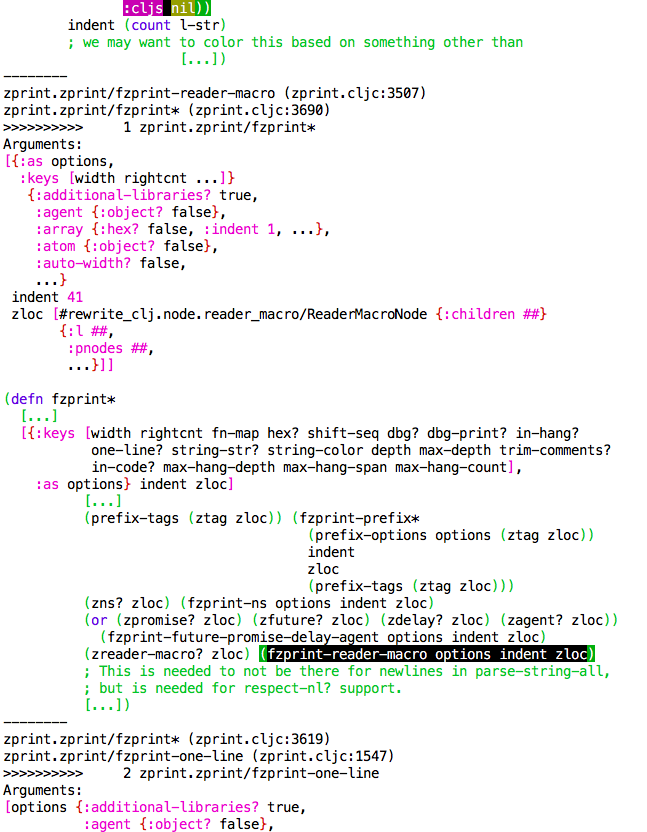 :cljs nil))
indent (count l-str)
; we may want to color this based on something other than
[...])
--------
zprint.zprint/fzprint-reader-macro (zprint.cljc:3507)
zprint.zprint/fzprint* (zprint.cljc:3690)
>>>>>>>>>>     1 zprint.zprint/fzprint*
Arguments:
[{:as options,
  :keys [width rightcnt ...]}
   {:additional-libraries? true,
    :agent {:object? false},
    :array {:hex? false, :indent 1, ...},
    :atom {:object? false},
    :auto-width? false,
    ...}
 indent 41
 zloc [#rewrite_clj.node.reader_macro/ReaderMacroNode {:children ##}
       {:l ##,
        :pnodes ##,
        ...}]]
(defn fzprint*
  [...]
  [{:keys [width rightcnt fn-map hex? shift-seq dbg? dbg-print? in-hang?
           one-line? string-str? string-color depth max-depth trim-comments?
           in-code? max-hang-depth max-hang-span max-hang-count],
    :as options} indent zloc]
          [...]
          (prefix-tags (ztag zloc)) (fzprint-prefix*
                                     (prefix-options options (ztag zloc))
                                     indent
                                     zloc
                                     (prefix-tags (ztag zloc)))
          (zns? zloc) (fzprint-ns options indent zloc)
          (or (zpromise? zloc) (zfuture? zloc) (zdelay? zloc) (zagent? zloc))
            (fzprint-future-promise-delay-agent options indent zloc)
          (zreader-macro? zloc) (fzprint-reader-macro options indent zloc)
          ; This is needed to not be there for newlines in parse-string-all,
          ; but is needed for respect-nl? support.
          [...])
--------
zprint.zprint/fzprint* (zprint.cljc:3619)
zprint.zprint/fzprint-one-line (zprint.cljc:1547)
>>>>>>>>>>     2 zprint.zprint/fzprint-one-line
Arguments:
[options {:additional-libraries? true,
          :agent {:object? false},